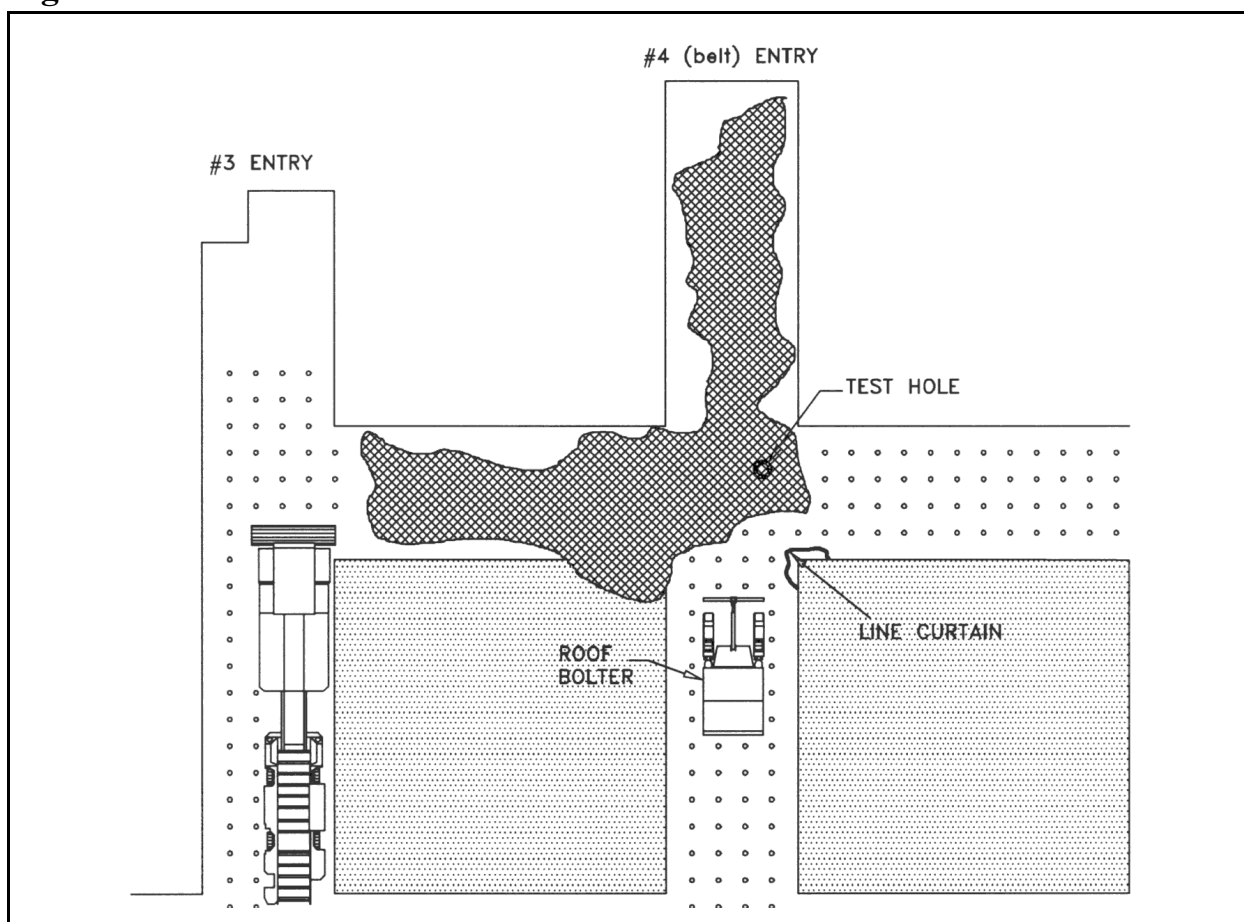 #4 (belt) ENTRY
#3 ENTRY
TEST HOLE
LINE CURTAIN
ROOF
BOLTER